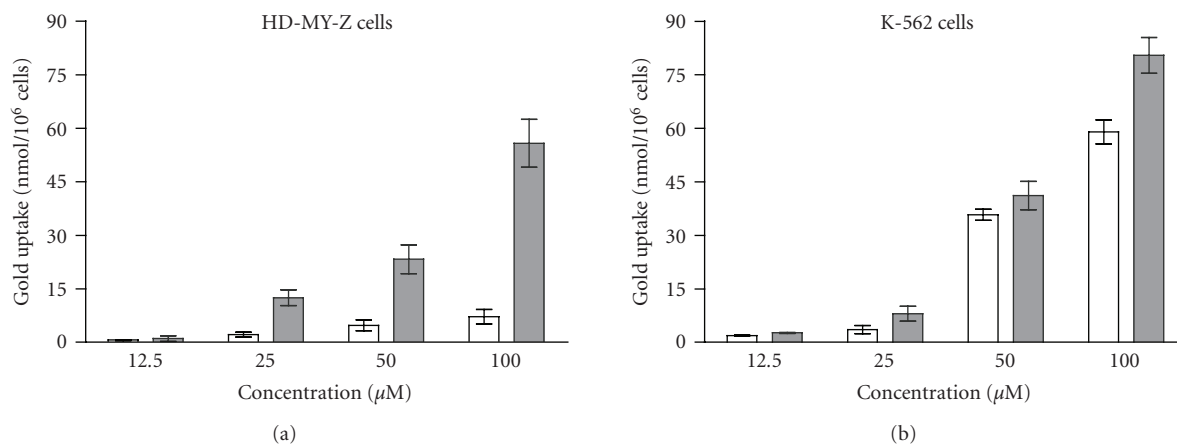 HD-MY-Z cells
90
75
60
45
30
15
0
Gold uptake (nmol/10⁶ cells)
12.5 25 50 100
Concentration (µM)
(a)
K-562 cells
90
75
60
45
30
15
0
Gold uptake (nmol/10⁶ cells)
12.5 25 50 100
Concentration (µM)
(b)